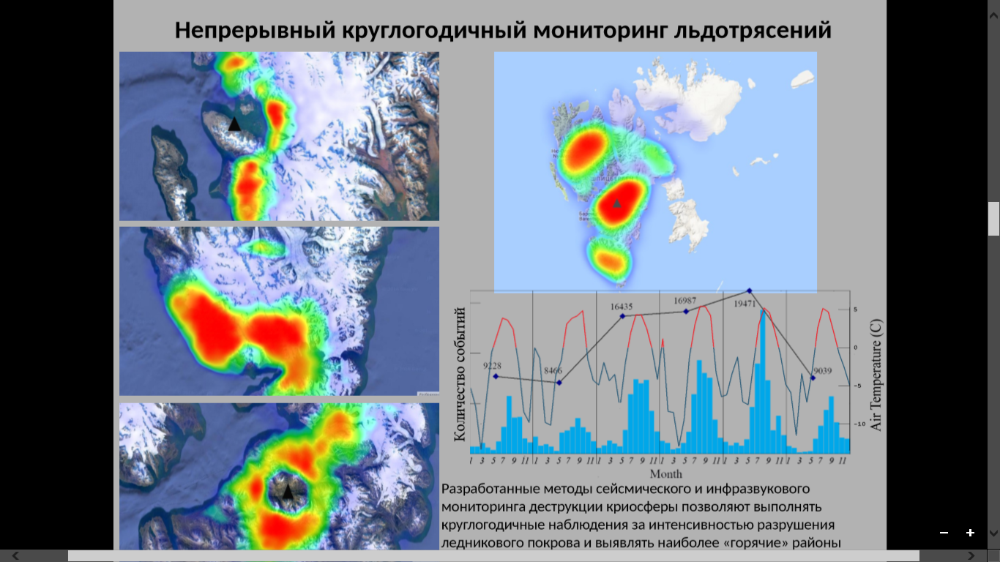 Непрерывный круглогодичный мониторинг льдотрясений
ШПИЦБЕРГЕН
16435
16987
19471
9228
8466
9039
5
0
-5
-10
Количество событий
Air Temperature (C)
1 3 5 7 9 11 1 3 5 7 9 11 1 3 5 7 9 11 1 3 5 7 9 11 1 3 5 7 9 11 1 3 5 7 9 11
Month
Разработанные методы сейсмического и инфразвукового
мониторинга деструкции криосферы позволяют выполнять
круглогодичные наблюдения за интенсивностью разрушения
ледникового покрова и выявлять наиболее «горячие» районы